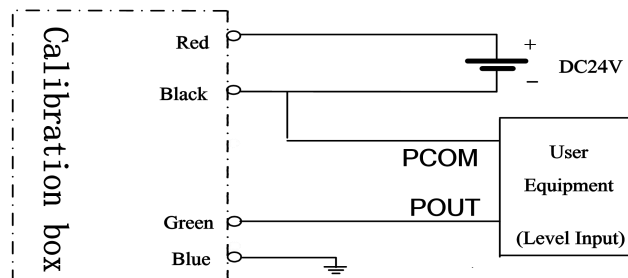 Calibration box
Red
+
DC24V
−
Black
PCOM
User
Equipment
(Level Input)
POUT
Green
Blue